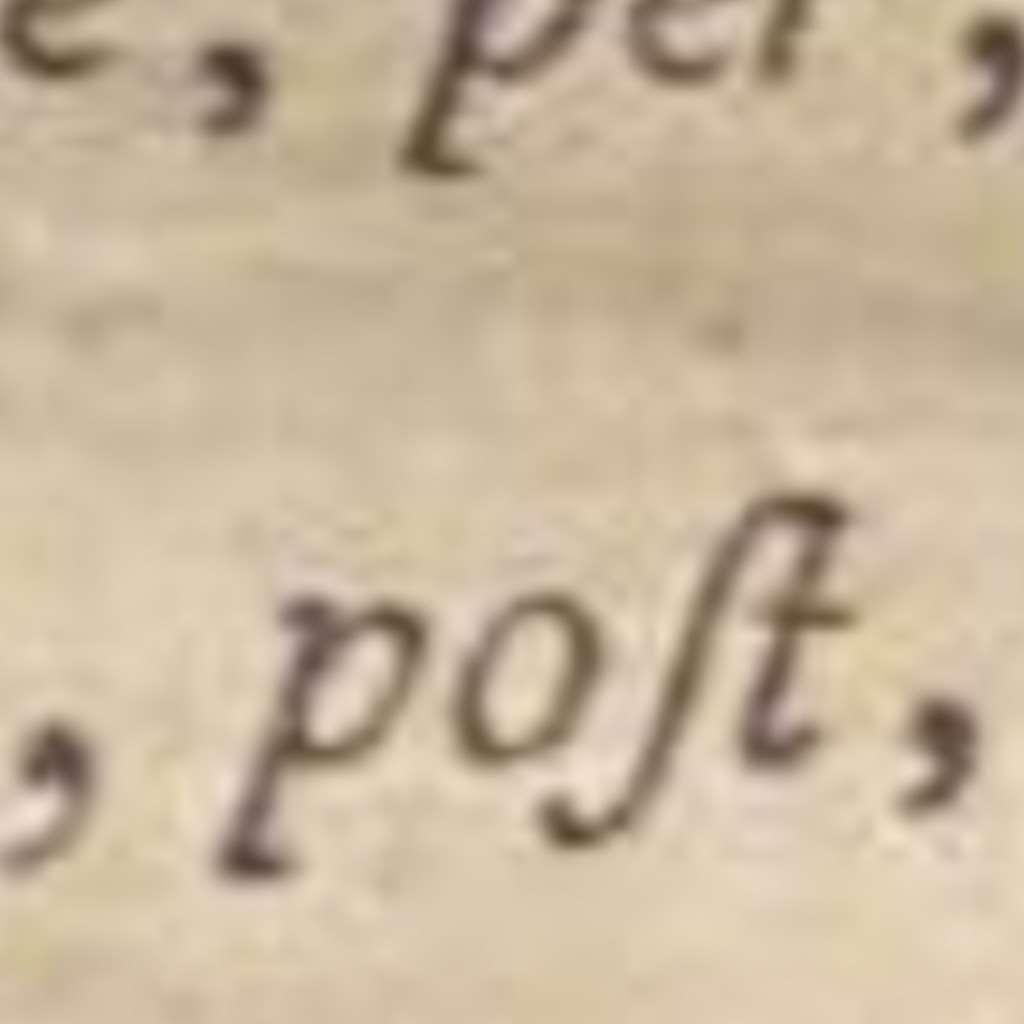 e, per,
, poſt,